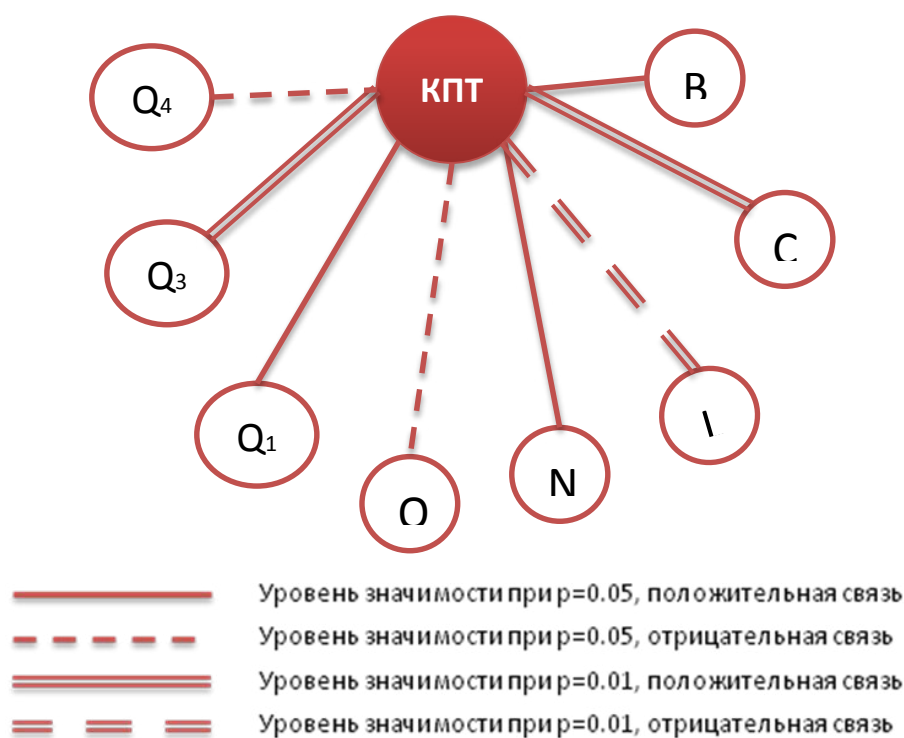 КПТ
B
Q4
C
Q3
I
Q1
N
O
Уровень значимости при p=0.05, положительная связь
Уровень значимости при p=0.05, отрицательная связь
Уровень значимости при p=0.01, положительная связь
Уровень значимости при p=0.01, отрицательная связь